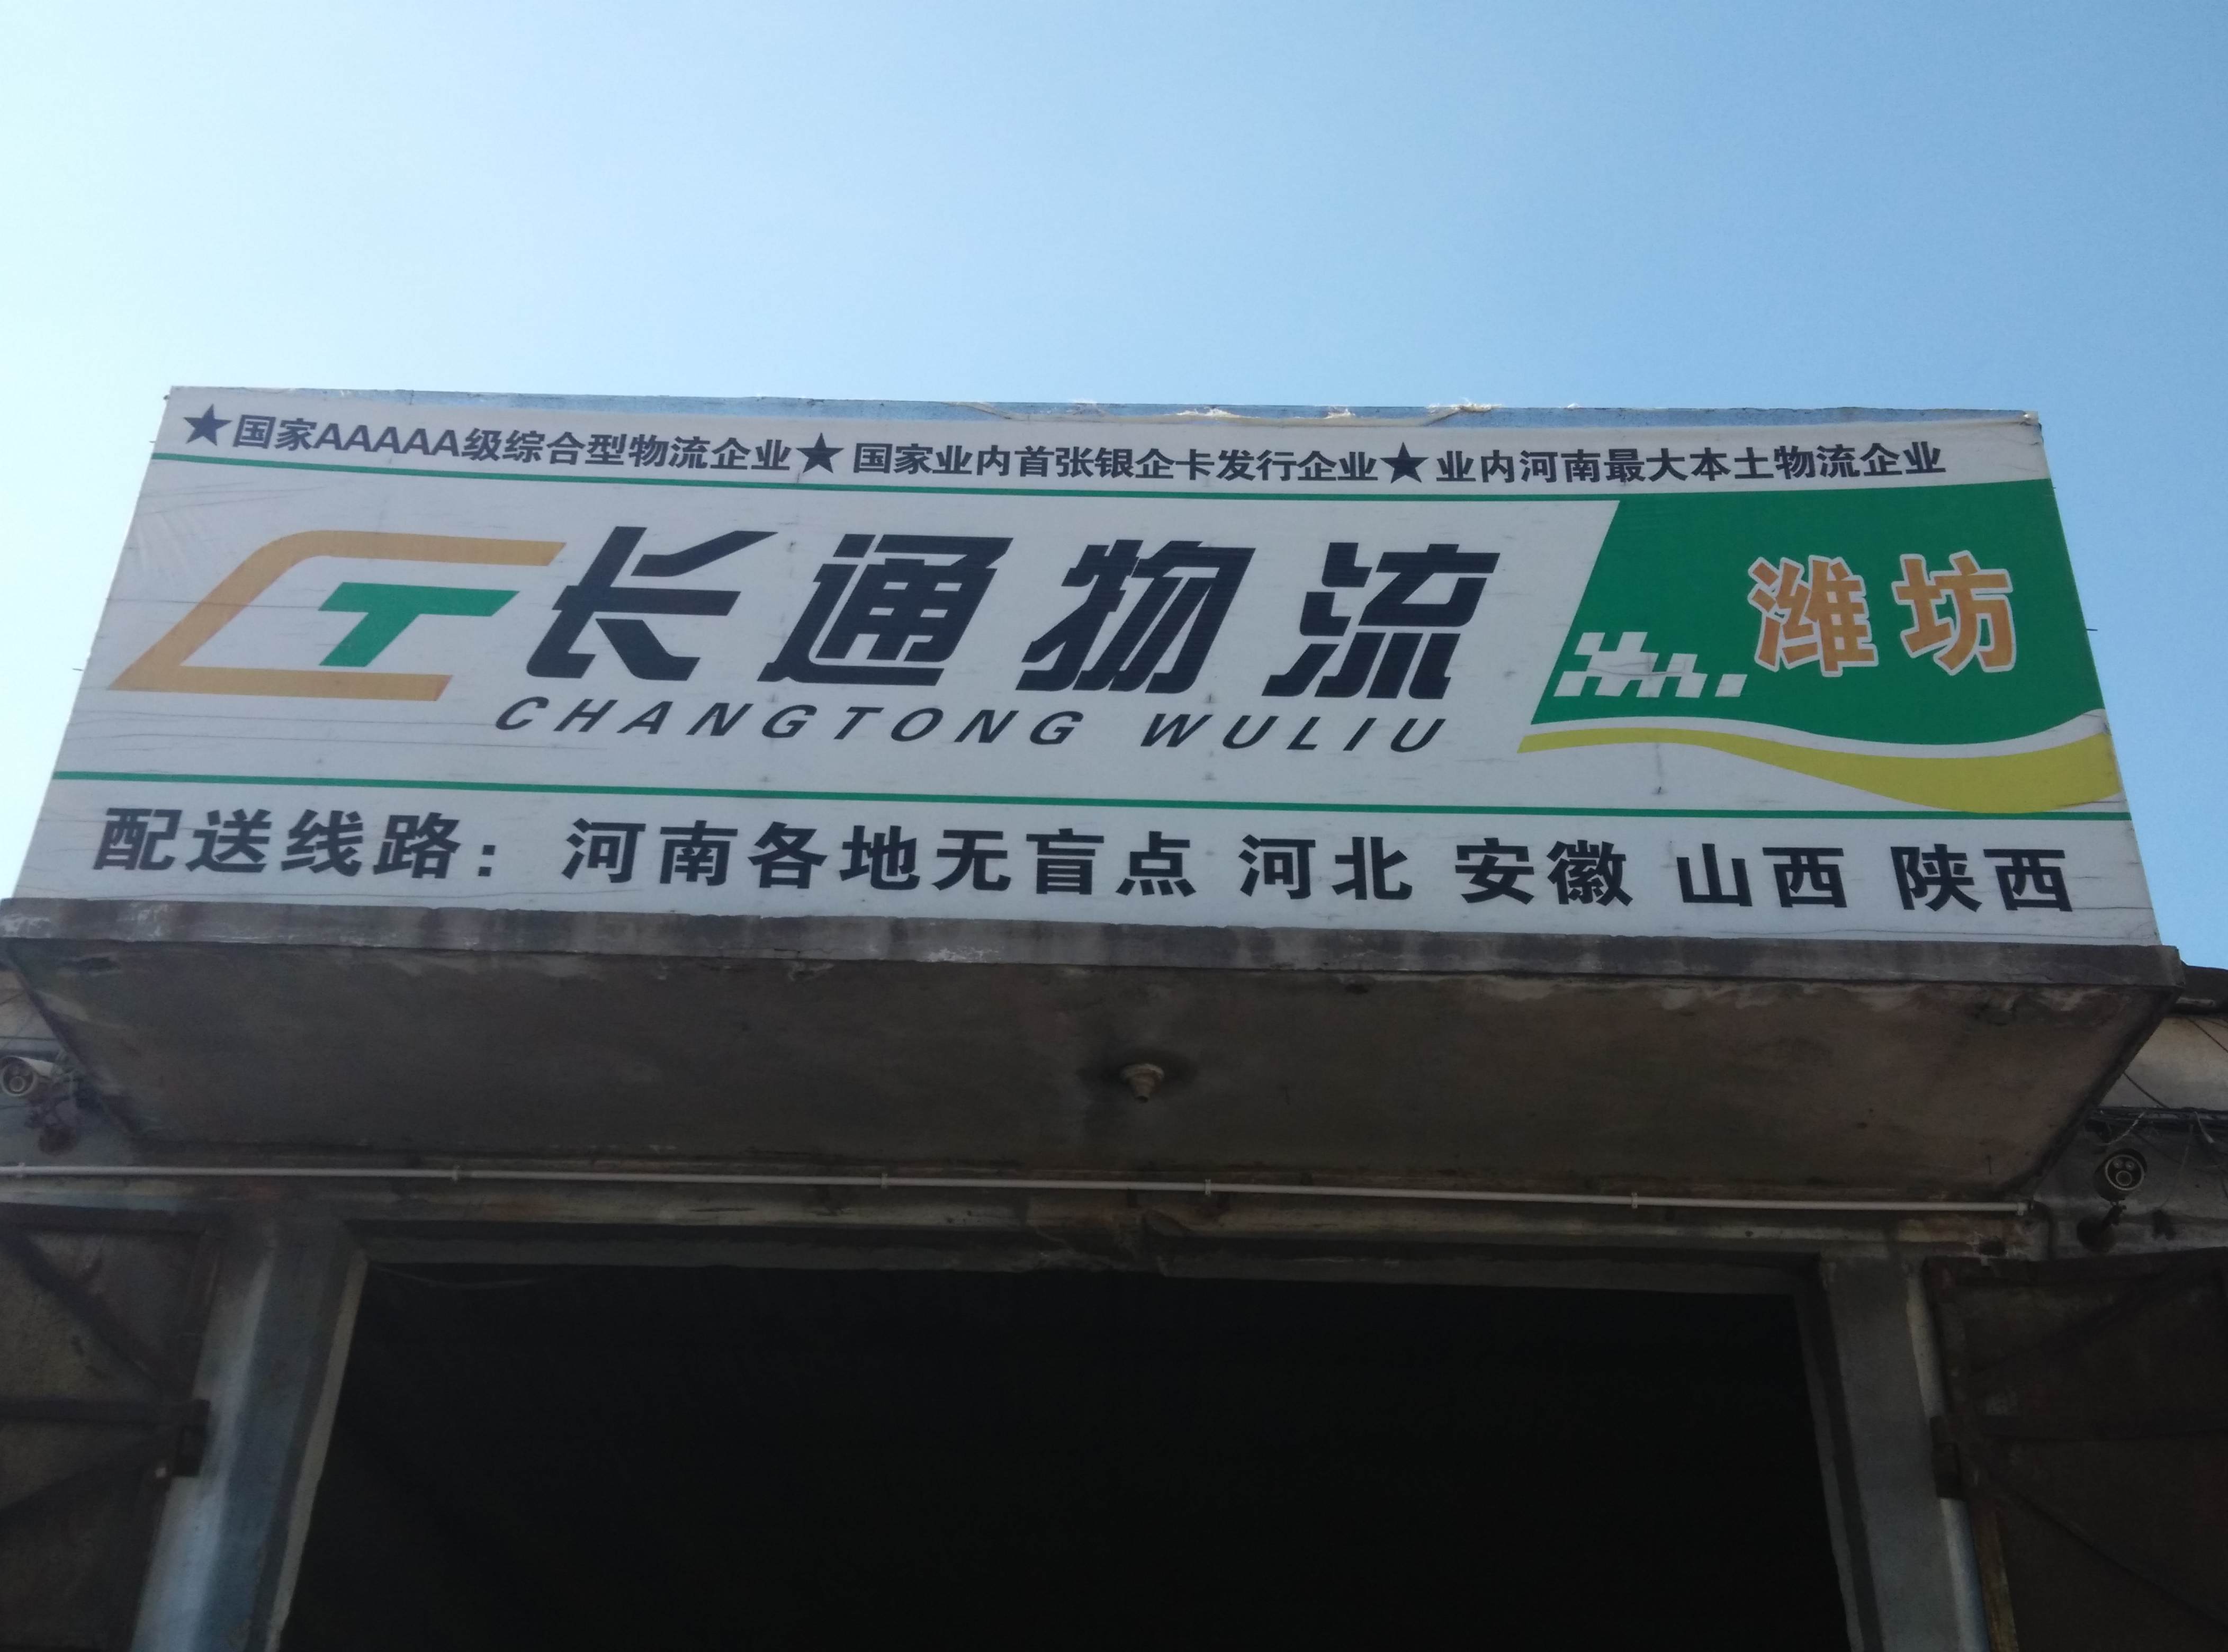 ★国家AAAAA级综合型物流企业★国家业内首张银企卡发行企业★业内河南最大本土物流企业
CT长通物流 潍坊
CHANGTONG WULIU
配送线路：河南各地无盲点 河北 安徽 山西 陕西